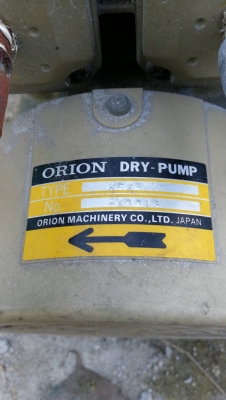 ORION DRY-PUMP
TYPE
No.
ORION MACHINERY CO., LTD. JAPAN